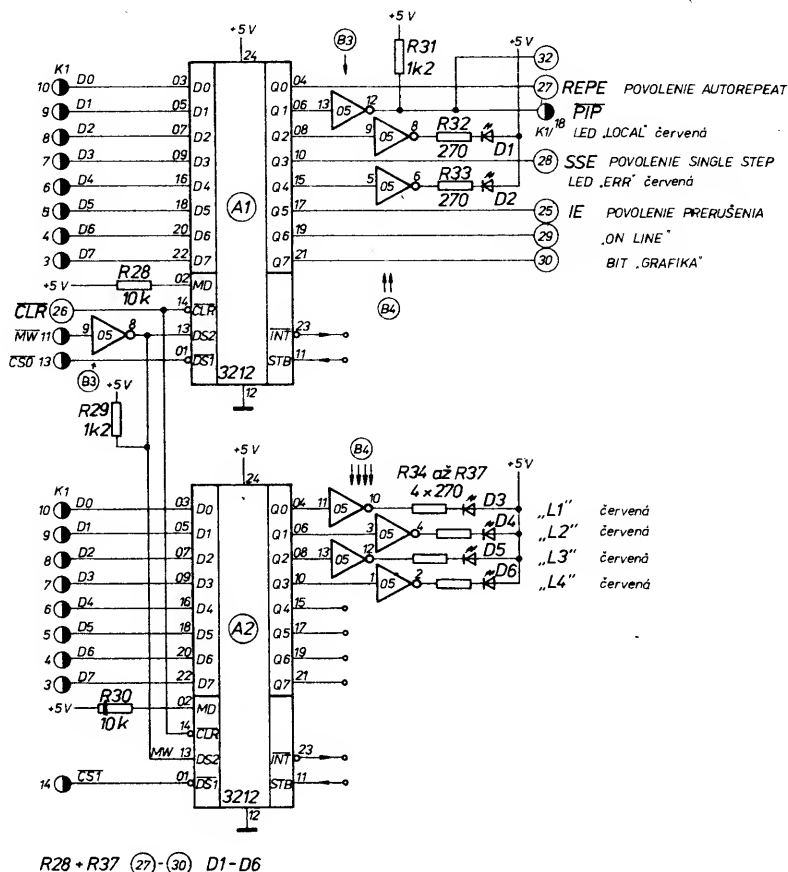 +5V
K1
24
B3
R31
1k2
+5V
32
10 D0 03 D0 Q0 04 27 REPE POVOLENIE AUTOREPEAT
9 D1 05 D1 Q1 06 13 05 12 PIP
K1/18 LED „LOCAL" červená
8 D2 07 D2 Q2 08 9 05 8 R32 270 D1
7 D3 09 D3 Q3 10 28 SSE POVOLENIE SINGLE STEP
LED „ERR" červená
6 D4 16 D4 Q4 15 5 05 6 R33 270 D2
5 D5 18 D5 Q5 17 25 IE POVOLENIE PRERUŠENIA
4 D6 20 D6 Q6 19 29 „ON LINE"
3 D7 22 D7 Q7 21 30 BIT „GRAFIKA"
A1
B4
+5V R28 10k 02 MD
CLR 26 14 CLR
MW 11 9 05 8 13 DS2 INT 23
CS0 13 01 DS1 STB 11
B3
3212
12
+5V
R29
1k2
+5V
24
B4
R34 až R37
4×270
+5V
K1
10 D0 03 D0 Q0 04 11 05 10 D3 „L1" červená
9 D1 05 D1 Q1 06 3 05 4 D4 „L2" červená
8 D2 07 D2 Q2 08 13 05 12 D5 „L3" červená
7 D3 09 D3 Q3 10 1 05 2 D6 „L4" červená
6 D4 16 D4 Q4 15
5 D5 18 D5 Q5 17
4 D6 20 D6 Q6 19
3 D7 22 D7 Q7 21
A2
+5V R30 10k 02 MD
14 CLR
MW 13 DS2 INT 23
14 CS1 01 DS1 STB 11
3212
12
R28 ÷ R37 27-30 D1-D6